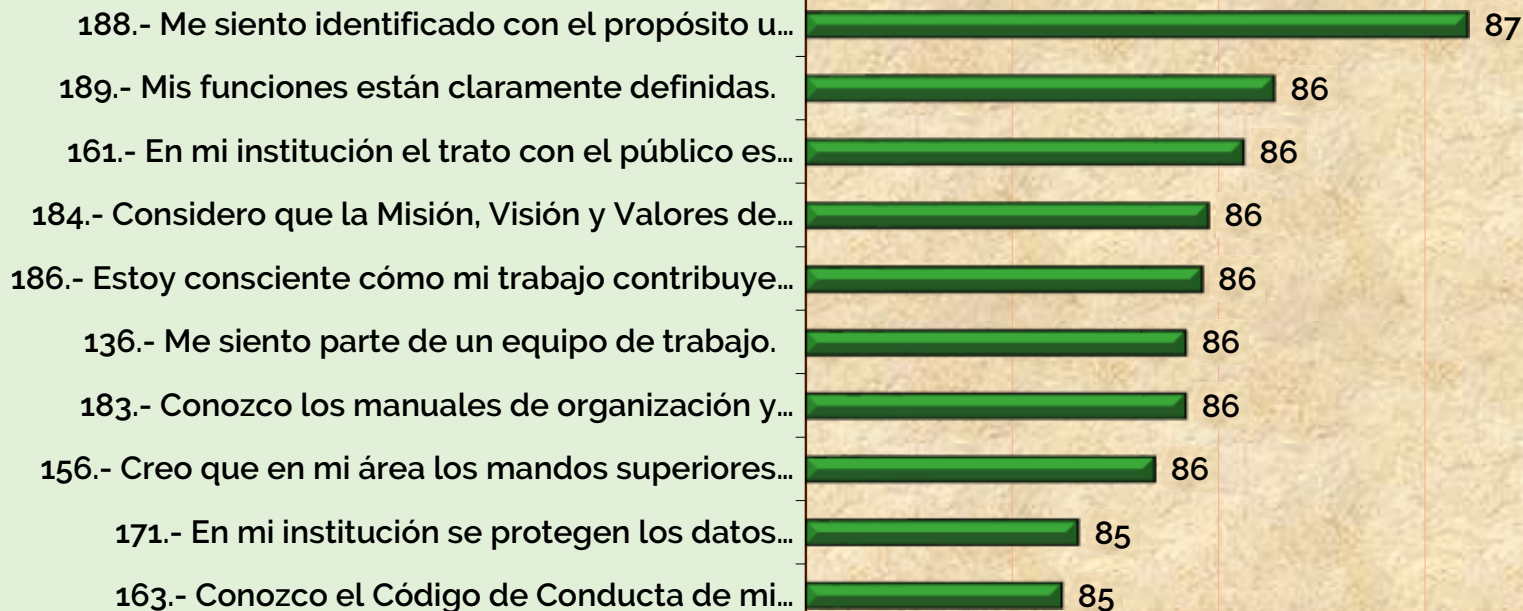 188.- Me siento identificado con el propósito u... 87
189.- Mis funciones están claramente definidas. 86
161.- En mi institución el trato con el público es... 86
184.- Considero que la Misión, Visión y Valores de... 86
186.- Estoy consciente cómo mi trabajo contribuye... 86
136.- Me siento parte de un equipo de trabajo. 86
183.- Conozco los manuales de organización y... 86
156.- Creo que en mi área los mandos superiores... 86
171.- En mi institución se protegen los datos... 85
163.- Conozco el Código de Conducta de mi... 85